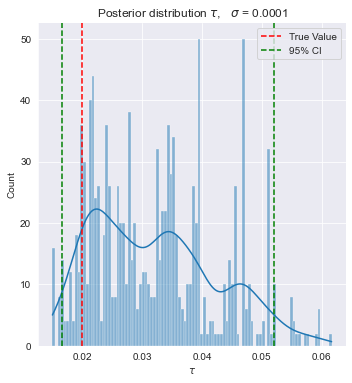 Posterior distribution τ, σ = 0.0001
True Value
95% CI
50
40
30
20
10
0
Count
0.02 0.03 0.04 0.05 0.06
τ